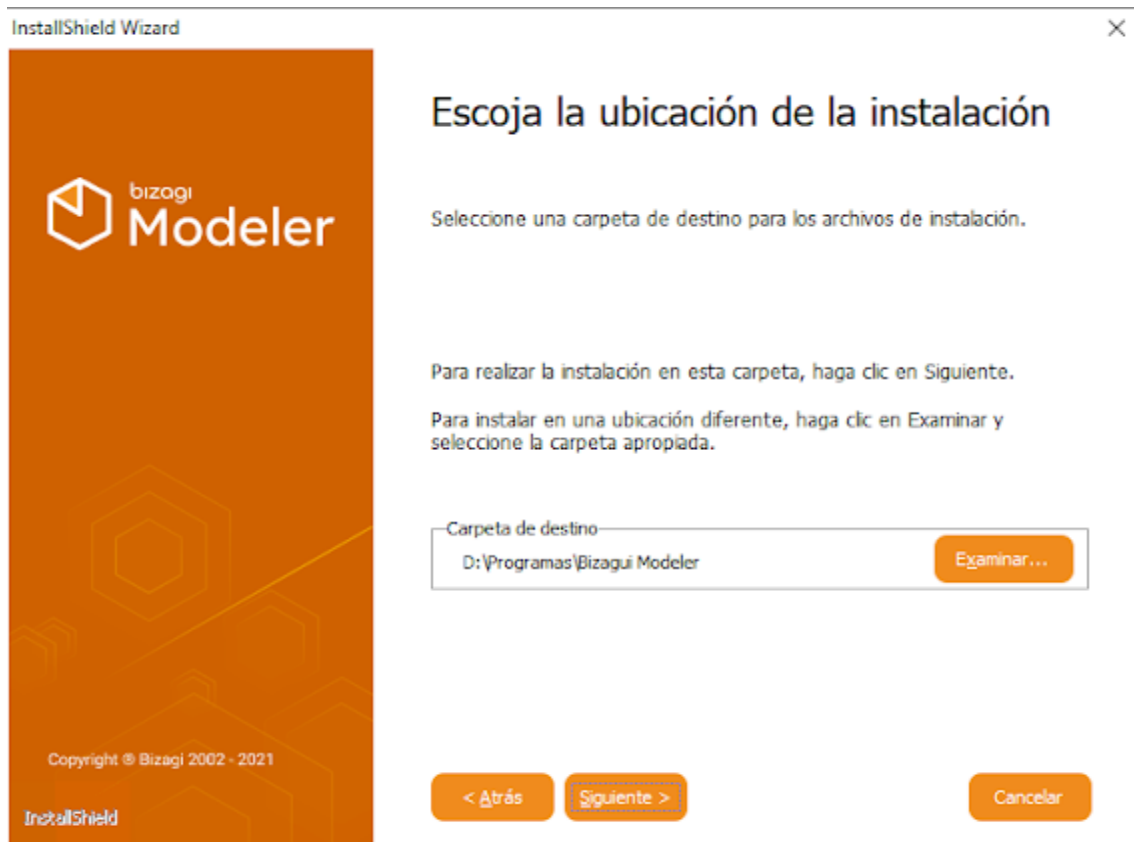 InstallShield Wizard
Escoja la ubicación de la instalación
bizagi
Modeler
Seleccione una carpeta de destino para los archivos de instalación.
Para realizar la instalación en esta carpeta, haga clic en Siguiente.
Para instalar en una ubicación diferente, haga clic en Examinar y
seleccione la carpeta apropiada.
Carpeta de destino
D:\Programas\Bizagui Modeler
Examinar...
Copyright ® Bizagi 2002 - 2021
< Atrás
Siguiente >
Cancelar
InstallShield